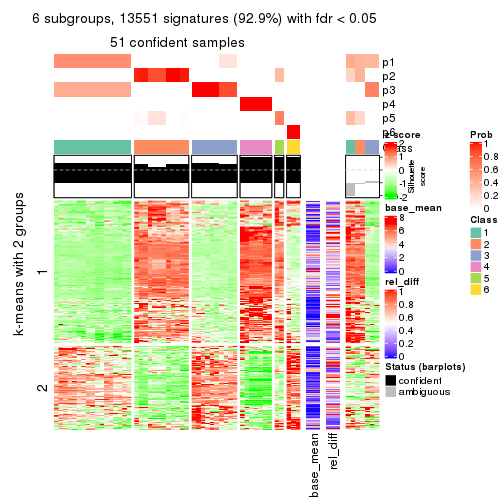 6 subgroups, 13551 signatures (92.9%) with fdr < 0.05
51 confident samples
p1
p2
p3
p4
p5
p6
Class
Silhouette score
k-means with 2 groups
1
2
base_mean
rel_diff
z-score
2
1
0
-1
-2
base_mean
8
6
4
2
0
rel_diff
1
0.8
0.6
0.4
0.2
0
Status (barplots)
confident
ambiguous
Prob
1
0.8
0.6
0.4
0.2
0
Class
1
2
3
4
5
6